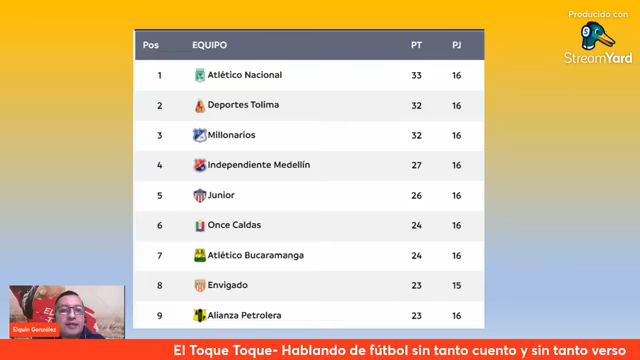 Producido con
StreamYard
Pos EQUIPO PT PJ
1 Atlético Nacional 33 16
2 Deportes Tolima 32 16
3 Millonarios 32 16
4 Independiente Medellín 27 16
5 Junior 26 16
6 Once Caldas 24 16
7 Atlético Bucaramanga 24 16
8 Envigado 23 15
9 Alianza Petrolera 23 16
Elquin González
El Toque Toque- Hablando de fútbol sin tanto cuento y sin tanto verso